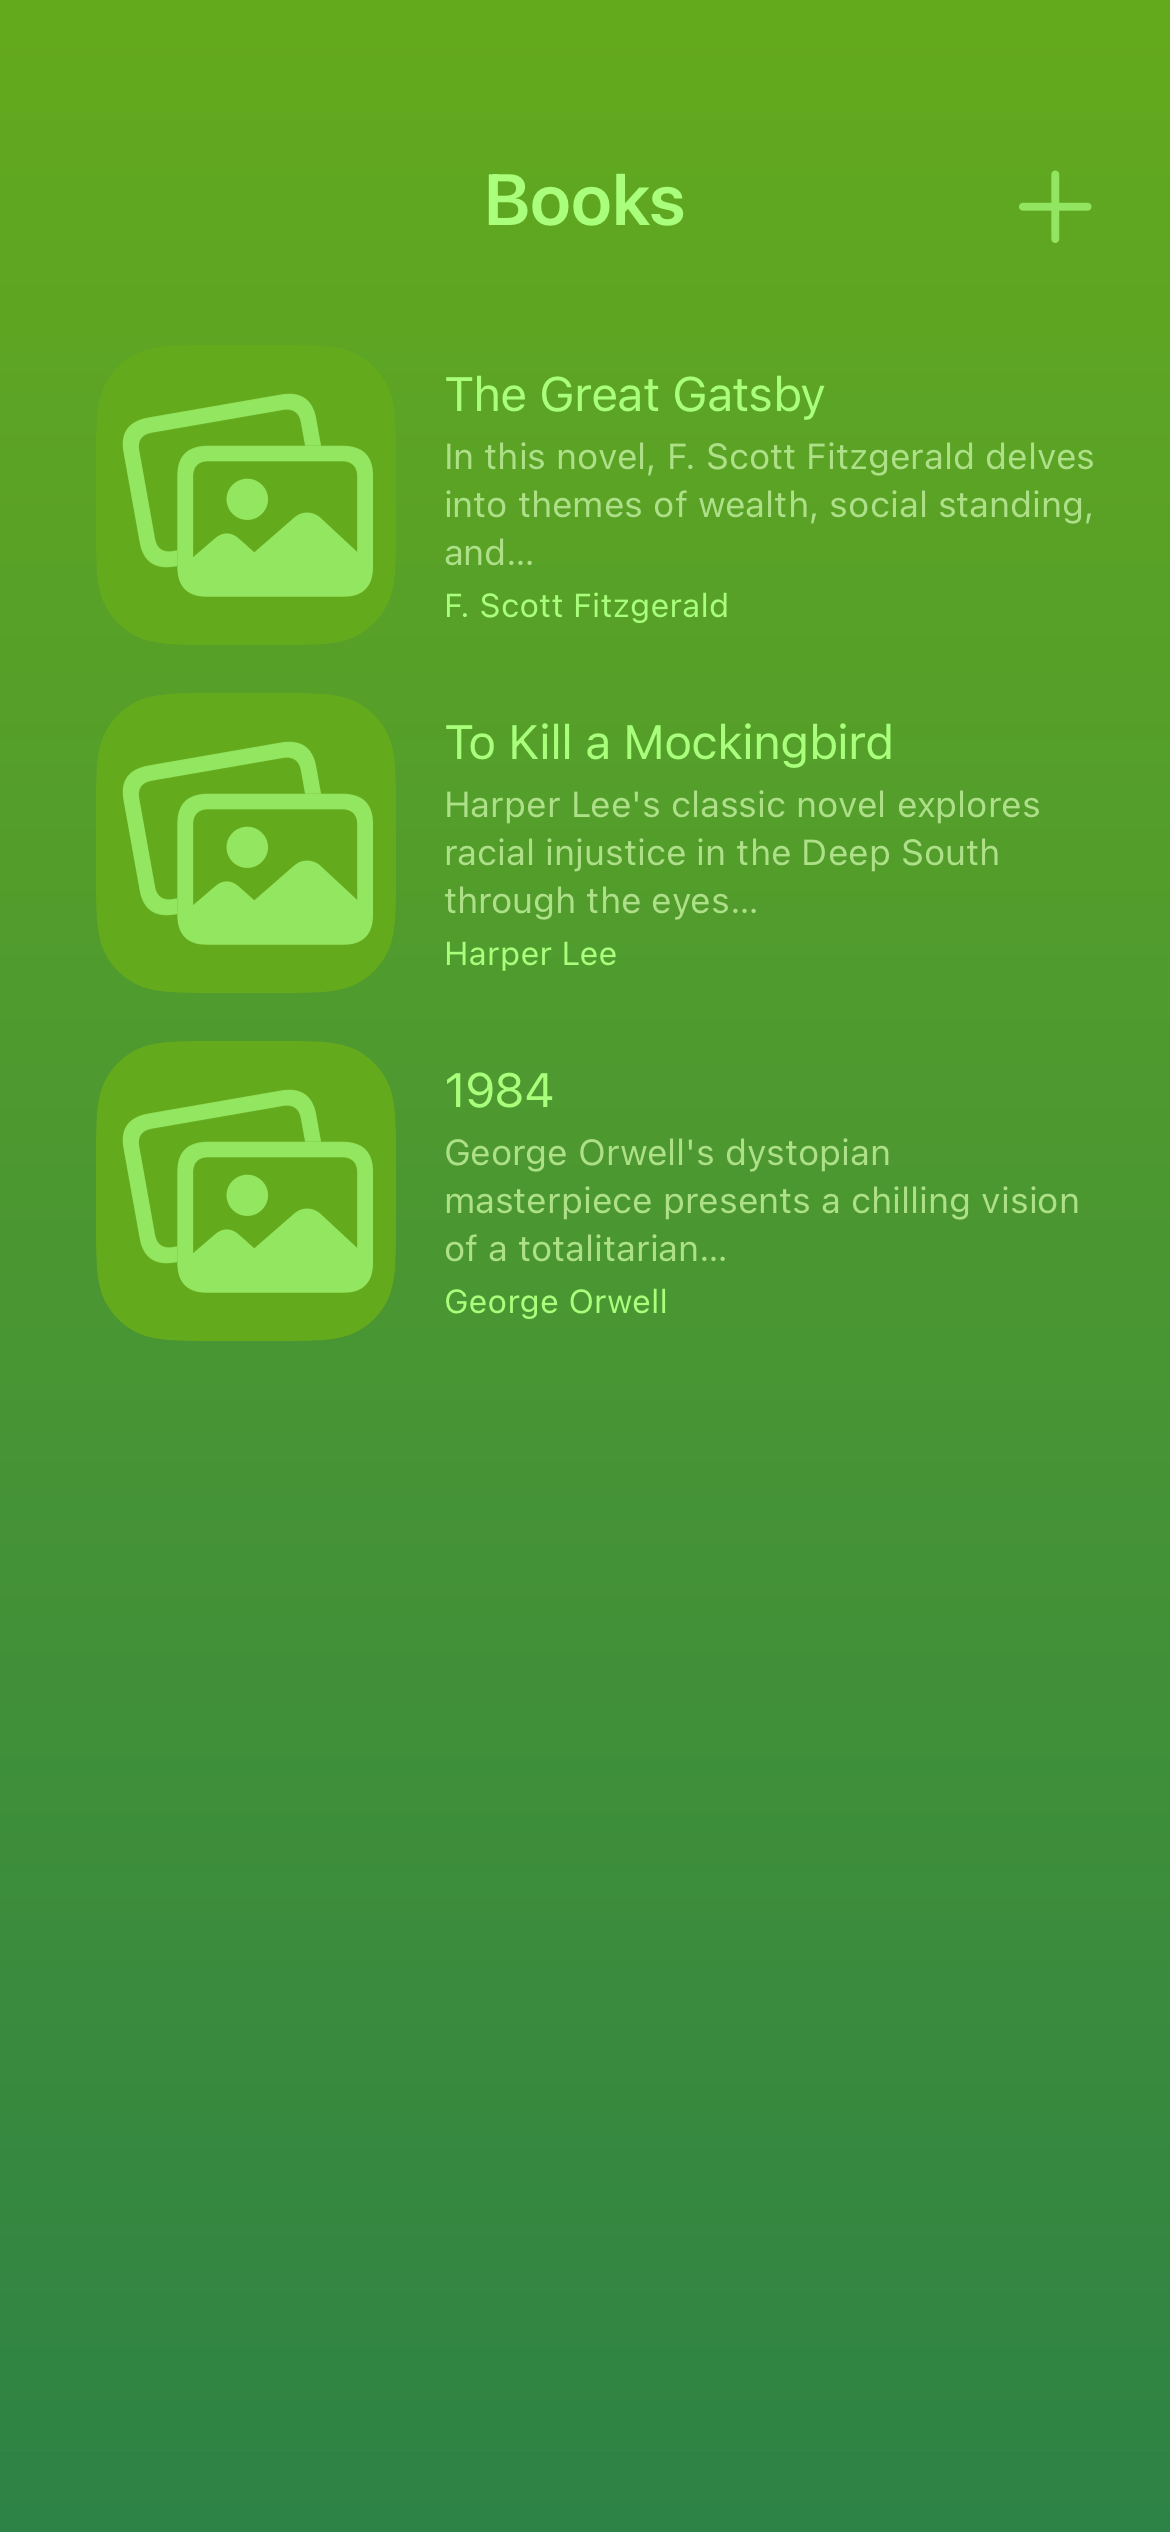 Books
The Great Gatsby
In this novel, F. Scott Fitzgerald delves
into themes of wealth, social standing,
and...
F. Scott Fitzgerald
To Kill a Mockingbird
Harper Lee's classic novel explores
racial injustice in the Deep South
through the eyes...
Harper Lee
1984
George Orwell's dystopian
masterpiece presents a chilling vision
of a totalitarian...
George Orwell